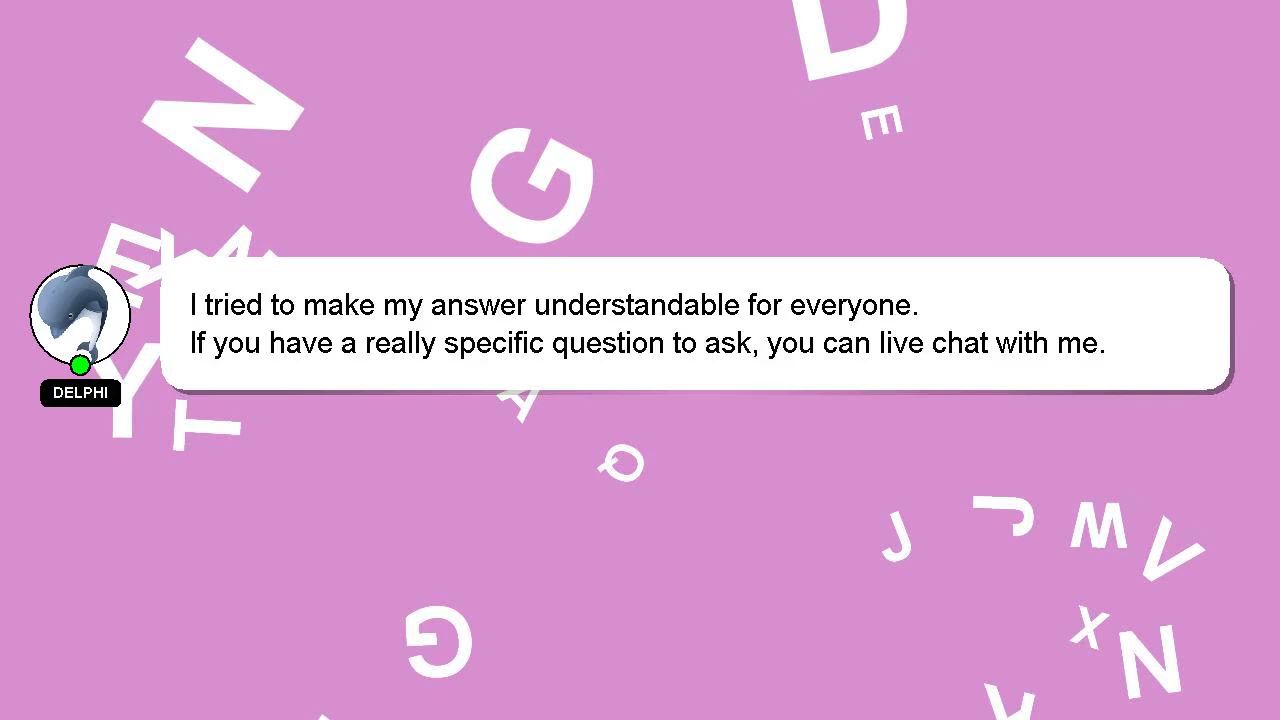 N
D
E
G
E
Y
N
I tried to make my answer understandable for everyone.
If you have a really specific question to ask, you can live chat with me.
DELPHI
Y
T
A
Q
J
J
W
V
X
N
G